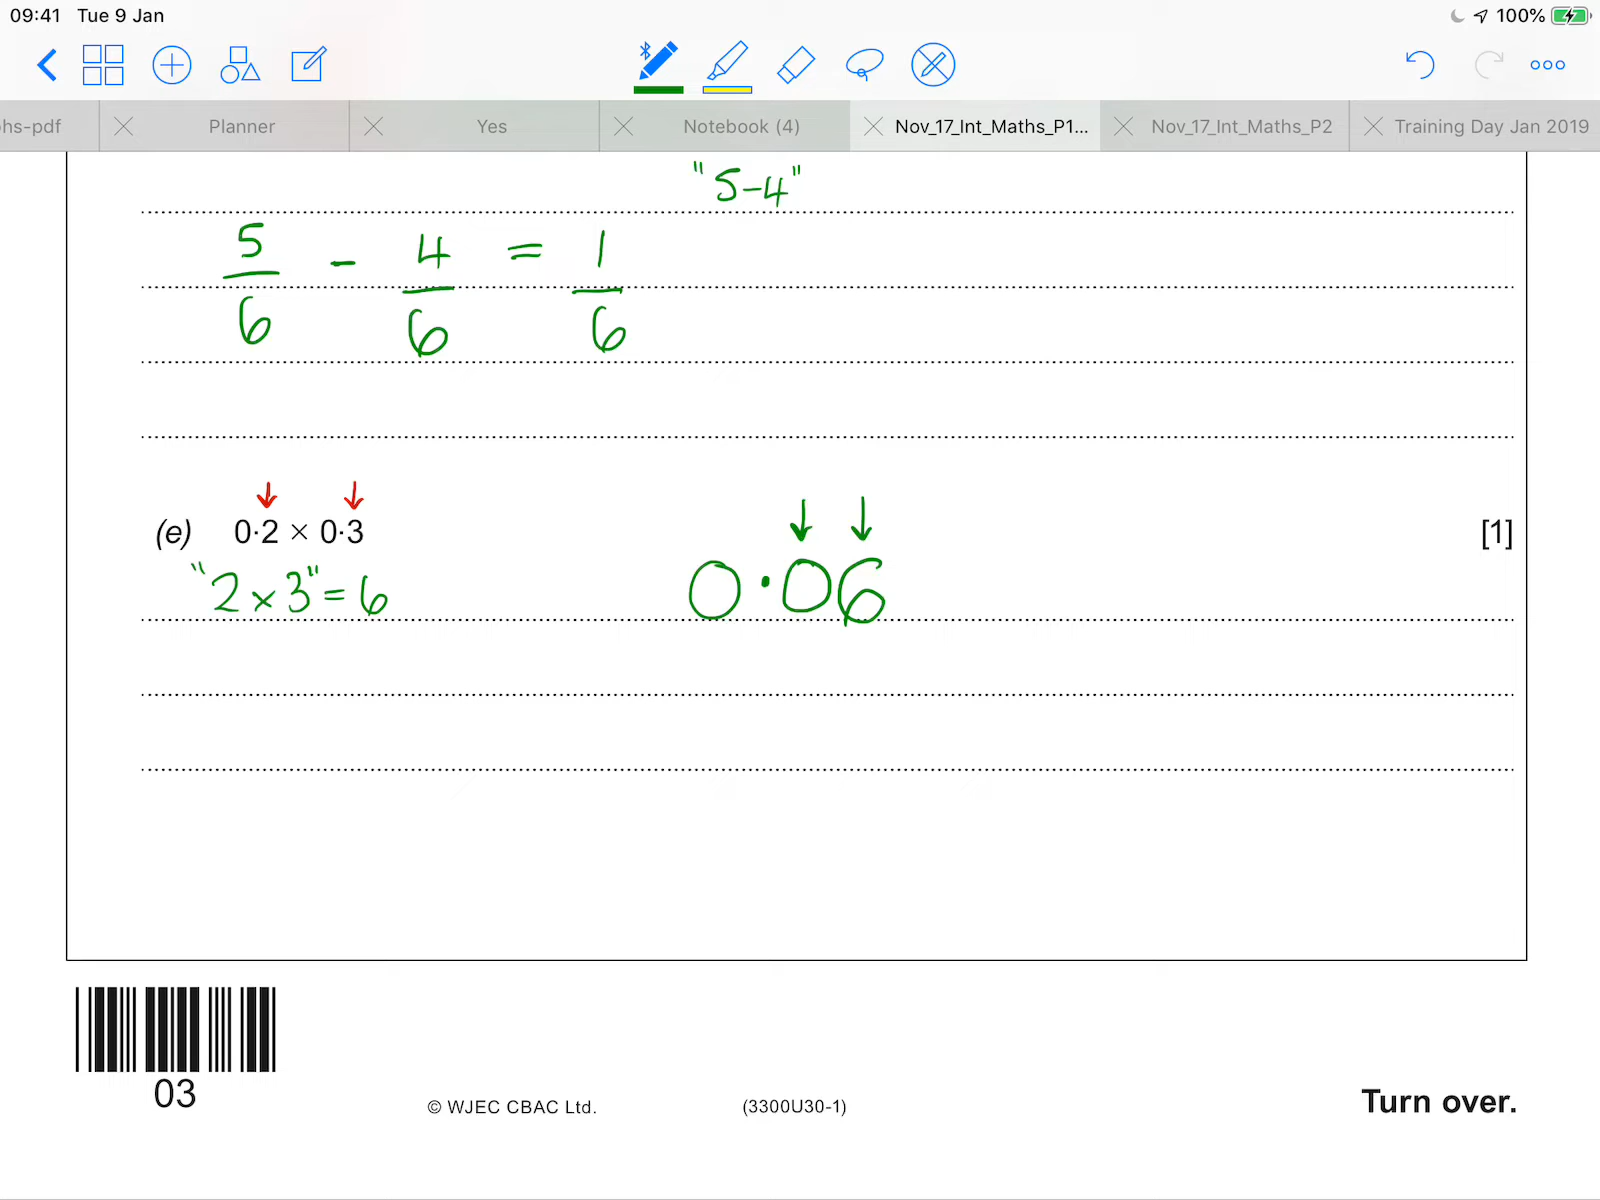 09:41 Tue 9 Jan 100%
hs-pdf Planner Yes Notebook (4) Nov_17_Int_Maths_P1... Nov_17_Int_Maths_P2 Training Day Jan 2019
"5-4"
5/6 - 4/6 = 1/6
(e) 0·2 × 0·3 [1]
"2 × 3" = 6 0·06
03
© WJEC CBAC Ltd. (3300U30-1) Turn over.